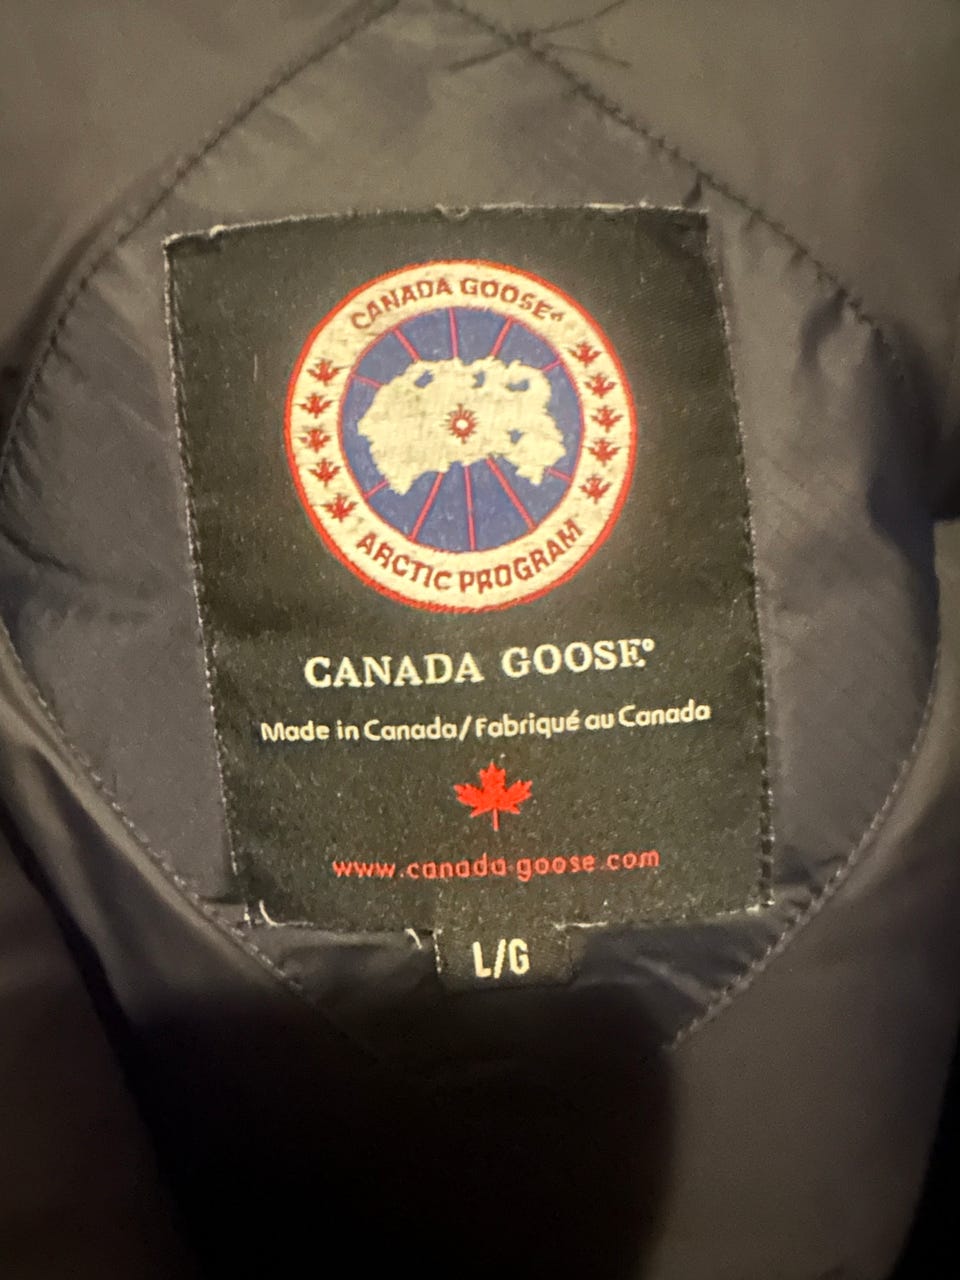 CANADA GOOSE®
ARCTIC PROGRAM
CANADA GOOSE®
Made in Canada/Fabriqué au Canada
www.canada-goose.com
L/G